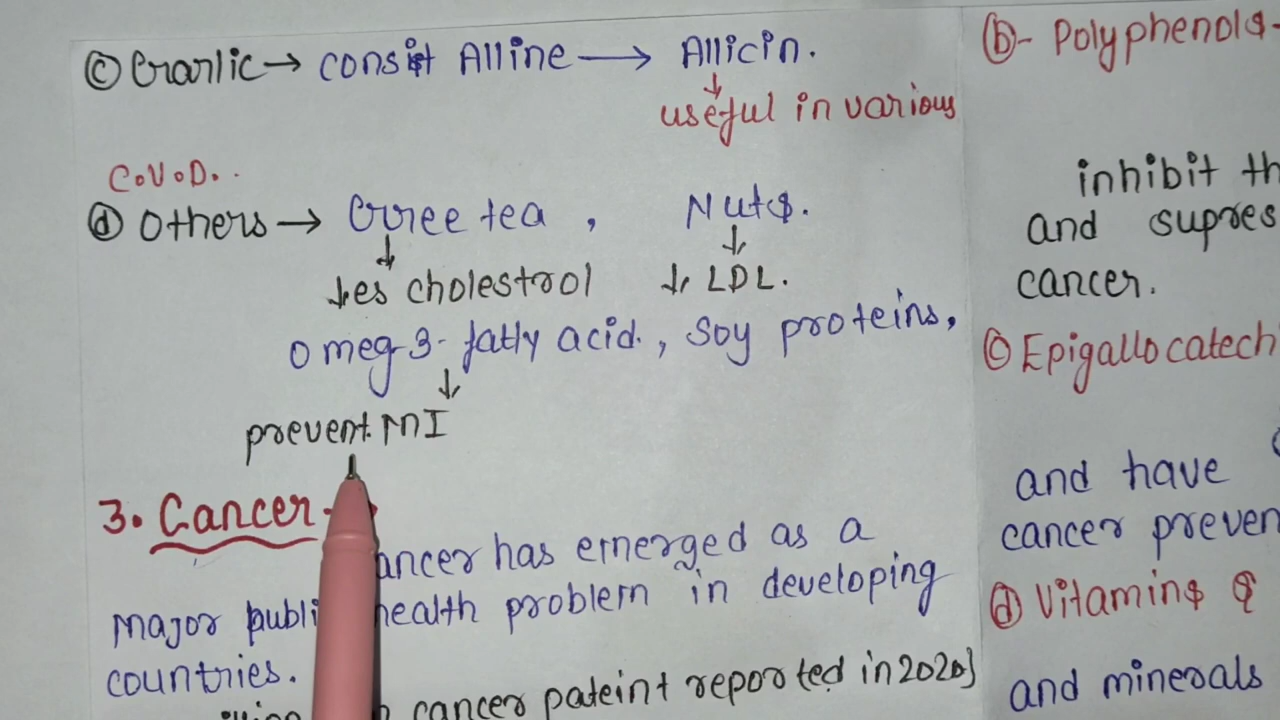 © Garlic → consist Alline → Allicin.
↓
useful in various
C.V.D..
ⓓ Others → Gree tea , Nuts.
↓ ↓
↓es cholestrol ↓ LDL.
Omeg-3-fatly acid., Soy proteins,
↓
prevent MI
3. Cancer-
ancer has emerged as a
major publi health problem in developing
countries.
cancer pateint reported in 2020}
ⓑ- Polyphenols-
inhibit th
and supres
cancer.
© Epigallocatech
and have
cancer preven
ⓓ Vitamins &
and minerals